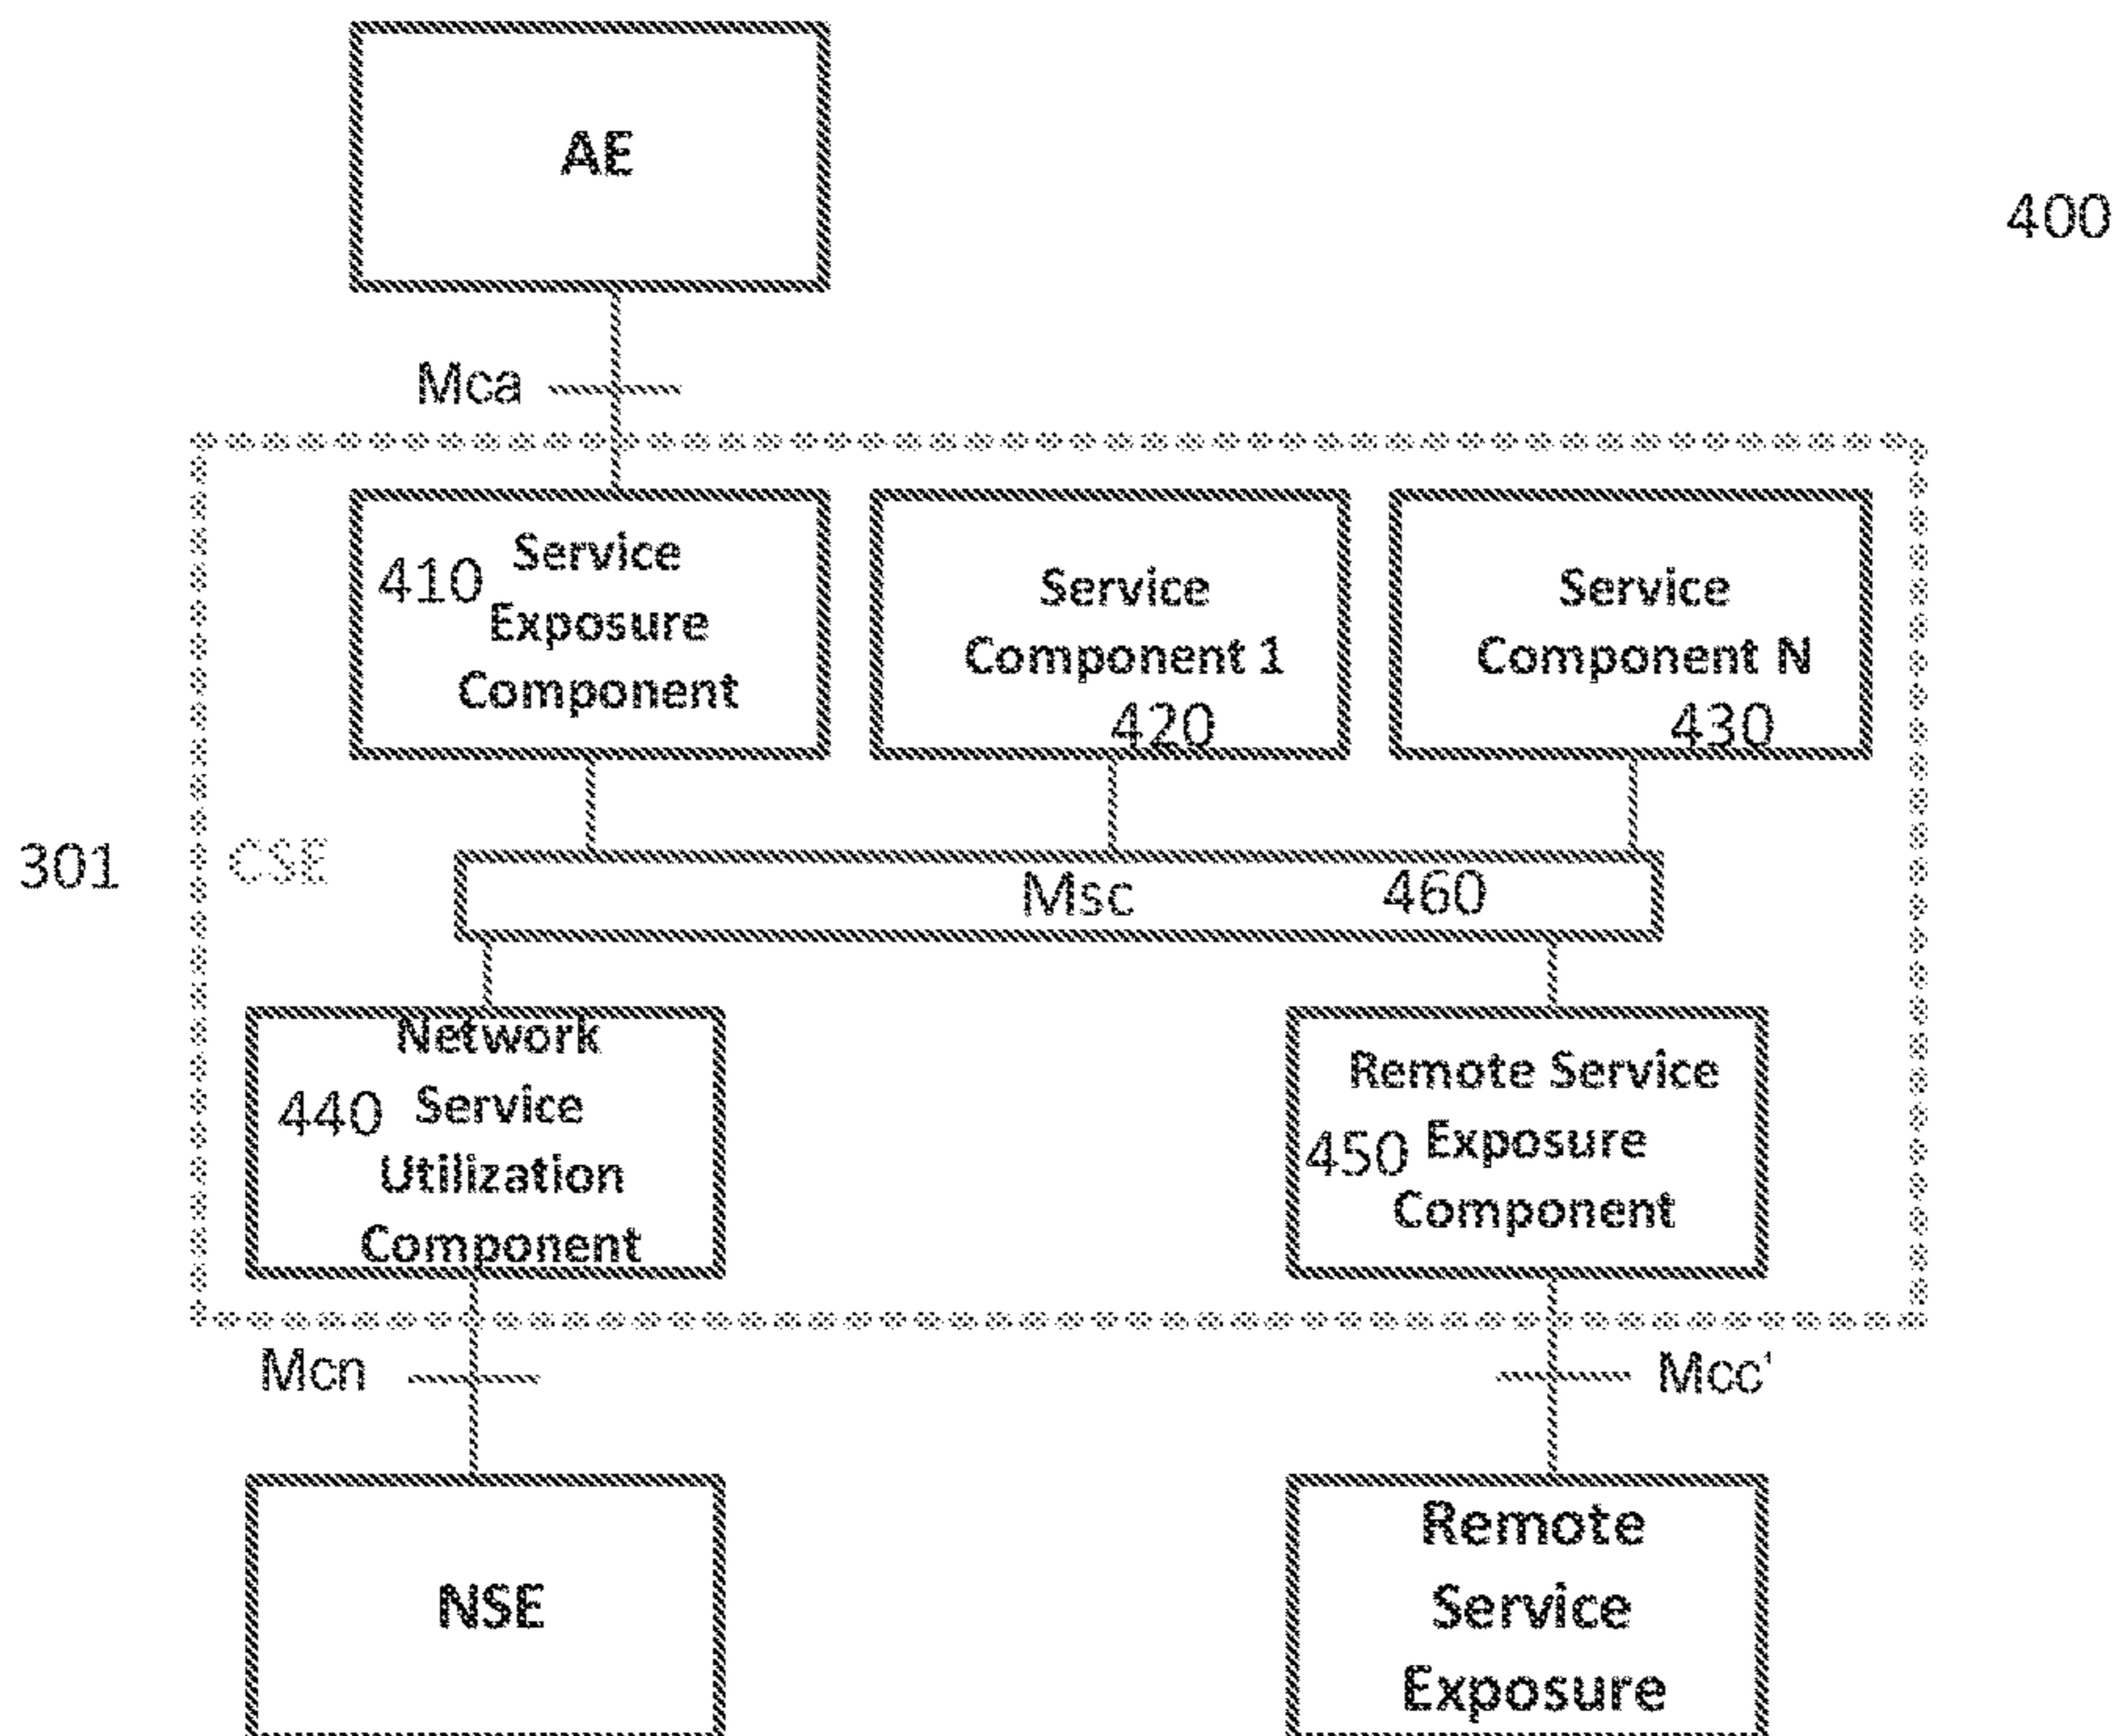 AE
400
Mca
410
Service
Exposure
Component
Service
Component 1
420
Service
Component N
430
301
CSE
Msc
460
Network
440
Service
Utilization
Component
Remote Service
450
Exposure
Component
Mcn
Mcc'
NSE
Remote
Service
Exposure